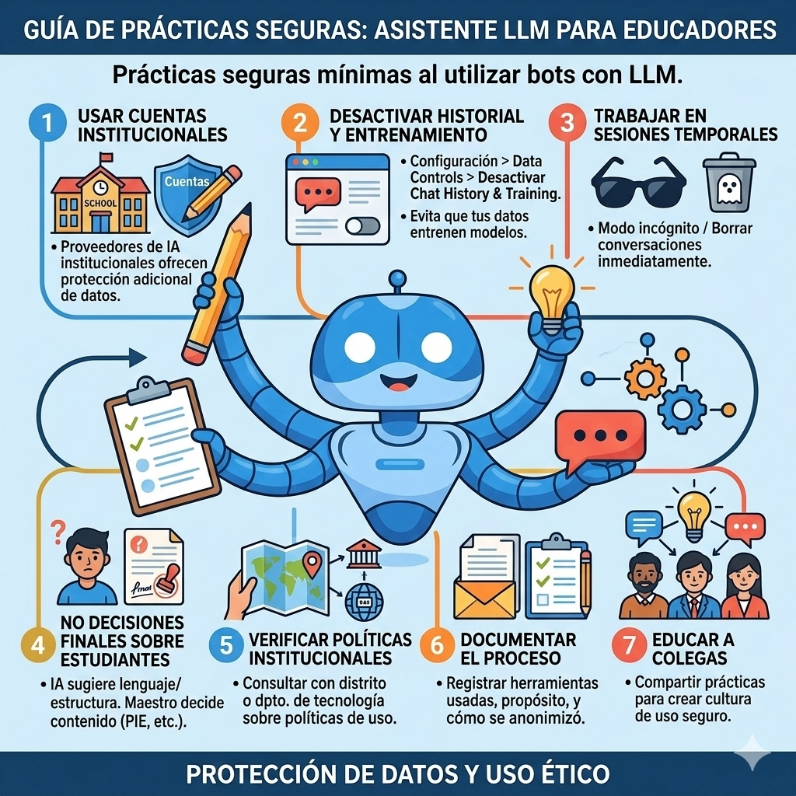 GUÍA DE PRÁCTICAS SEGURAS: ASISTENTE LLM PARA EDUCADORES
Prácticas seguras mínimas al utilizar bots con LLM.
1
USAR CUENTAS
INSTITUCIONALES
SCHOOL
Cuentas
• Proveedores de IA
institucionales ofrecen
protección adicional
de datos.
2
DESACTIVAR HISTORIAL
Y ENTRENAMIENTO
• Configuración > Data
Controls > Desactivar
Chat History & Training.
• Evita que tus datos
entrenen modelos.
3
TRABAJAR EN
SESIONES TEMPORALES
• Modo incógnito / Borrar
conversaciones
inmediatamente.
?
4
NO DECISIONES
FINALES SOBRE
ESTUDIANTES
• IA sugiere lenguaje/
estructura. Maestro decide
contenido (PIE, etc.).
5
VERIFICAR POLÍTICAS
INSTITUCIONALES
• Consultar con distrito
o dpto. de tecnología
sobre políticas de uso.
6
DOCUMENTAR
EL PROCESO
• Registrar herramientas
usadas, propósito, y
cómo se anonimizó.
7
EDUCAR A
COLEGAS
• Compartir prácticas
para crear cultura
de uso seguro.
PROTECCIÓN DE DATOS Y USO ÉTICO